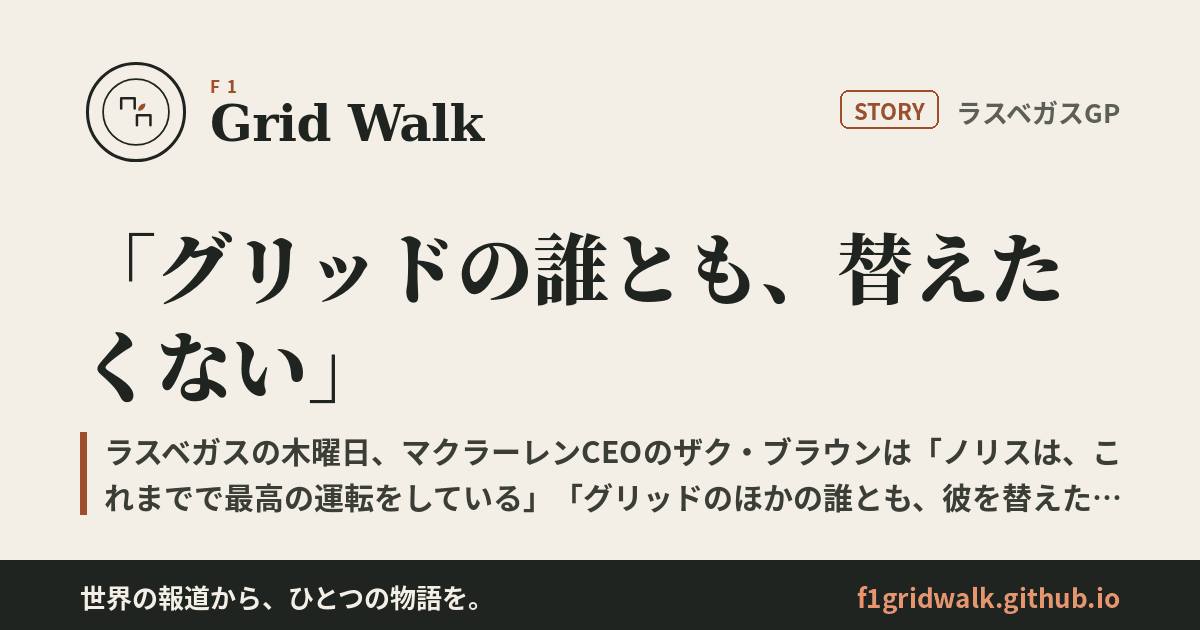 F1
Grid Walk
STORY ラスベガスGP
「グリッドの誰とも、替えた
くない」
ラスベガスの木曜日、マクラーレンCEOのザク・ブラウンは「ノリスは、こ
れまでで最高の運転をしている」「グリッドのほかの誰とも、彼を替えた…
世界の報道から、ひとつの物語を。
f1gridwalk.github.io